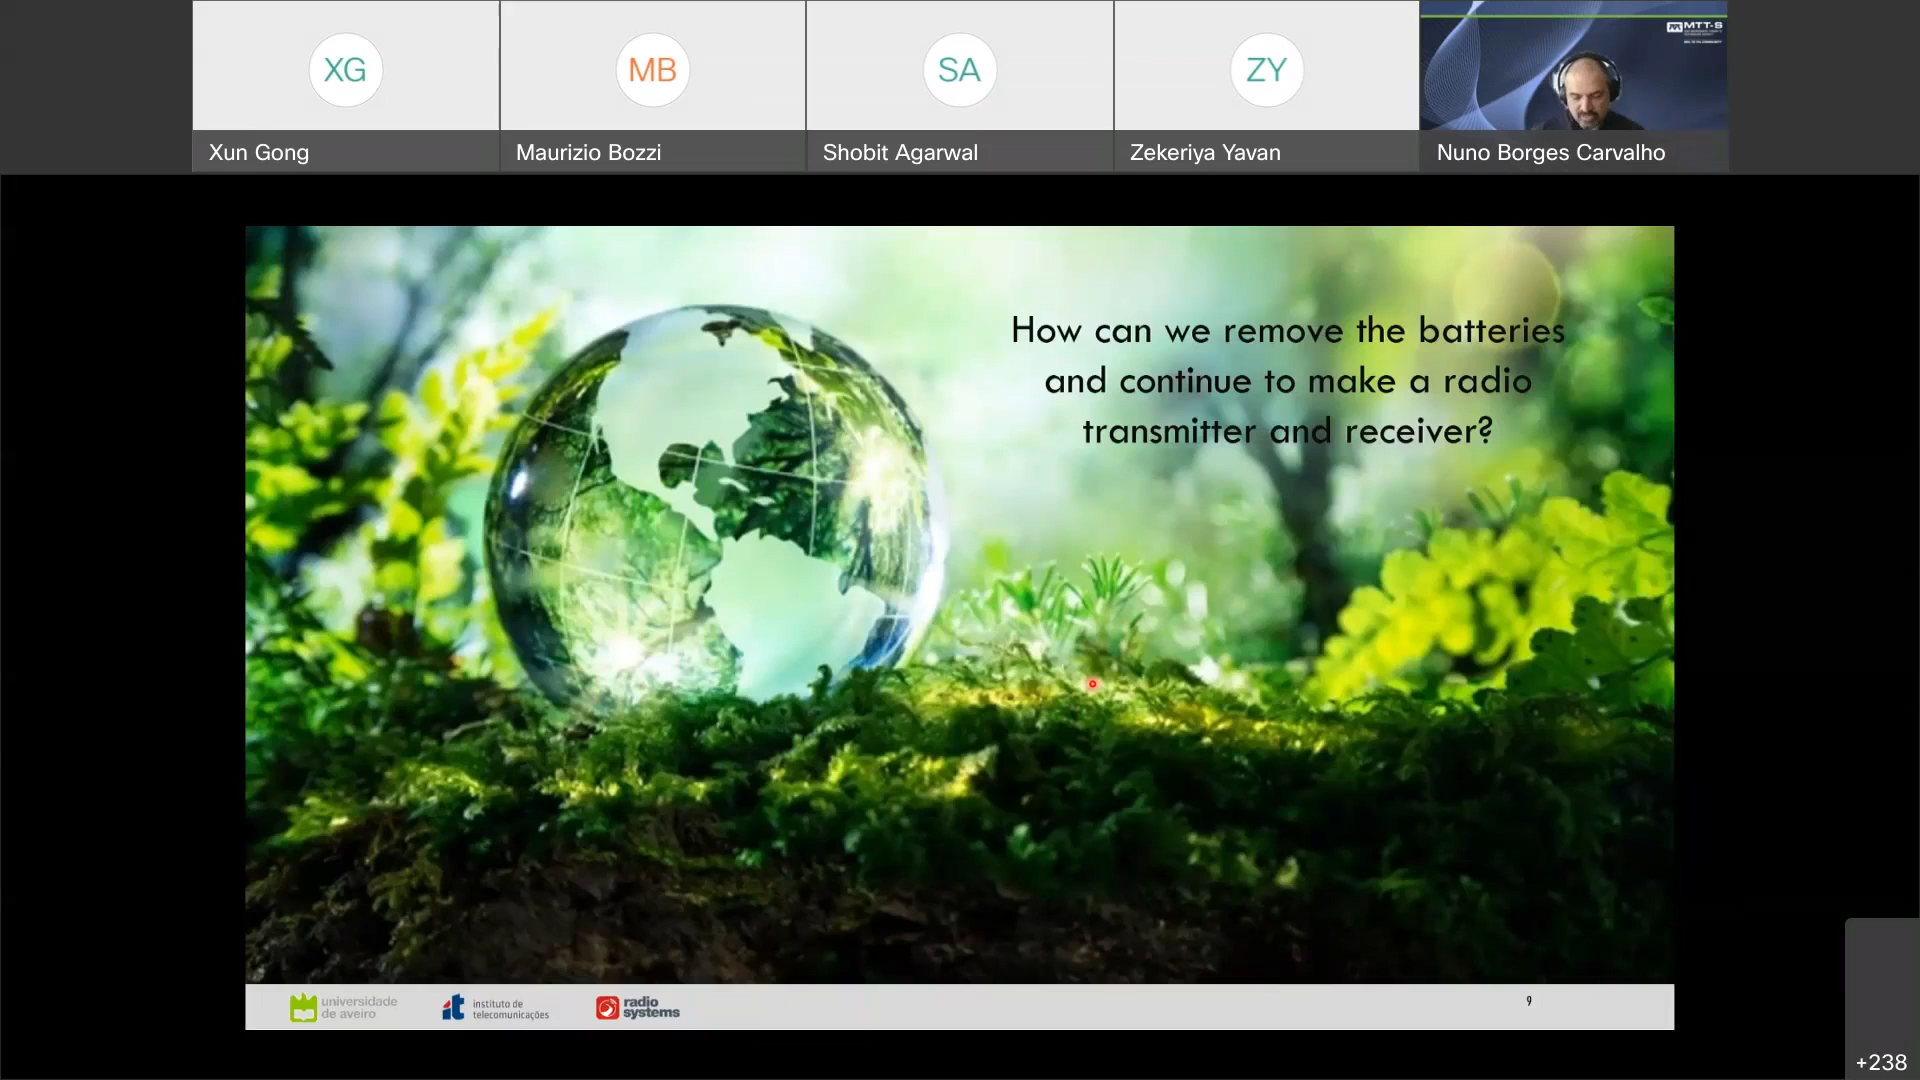 XG
MB
SA
ZY
MTT-S
Xun Gong
Maurizio Bozzi
Shobit Agarwal
Zekeriya Yavan
Nuno Borges Carvalho
How can we remove the batteries
and continue to make a radio
transmitter and receiver?
universidade
de aveiro
it
instituto de
telecomunicações
radio
systems
9
+238